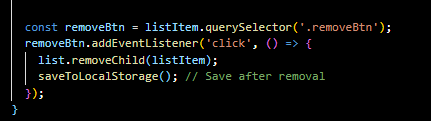 const removeBtn = listItem.querySelector('.removeBtn');
removeBtn.addEventListener('click', () => {
list.removeChild(listItem);
saveToLocalStorage(); // Save after removal
});
}